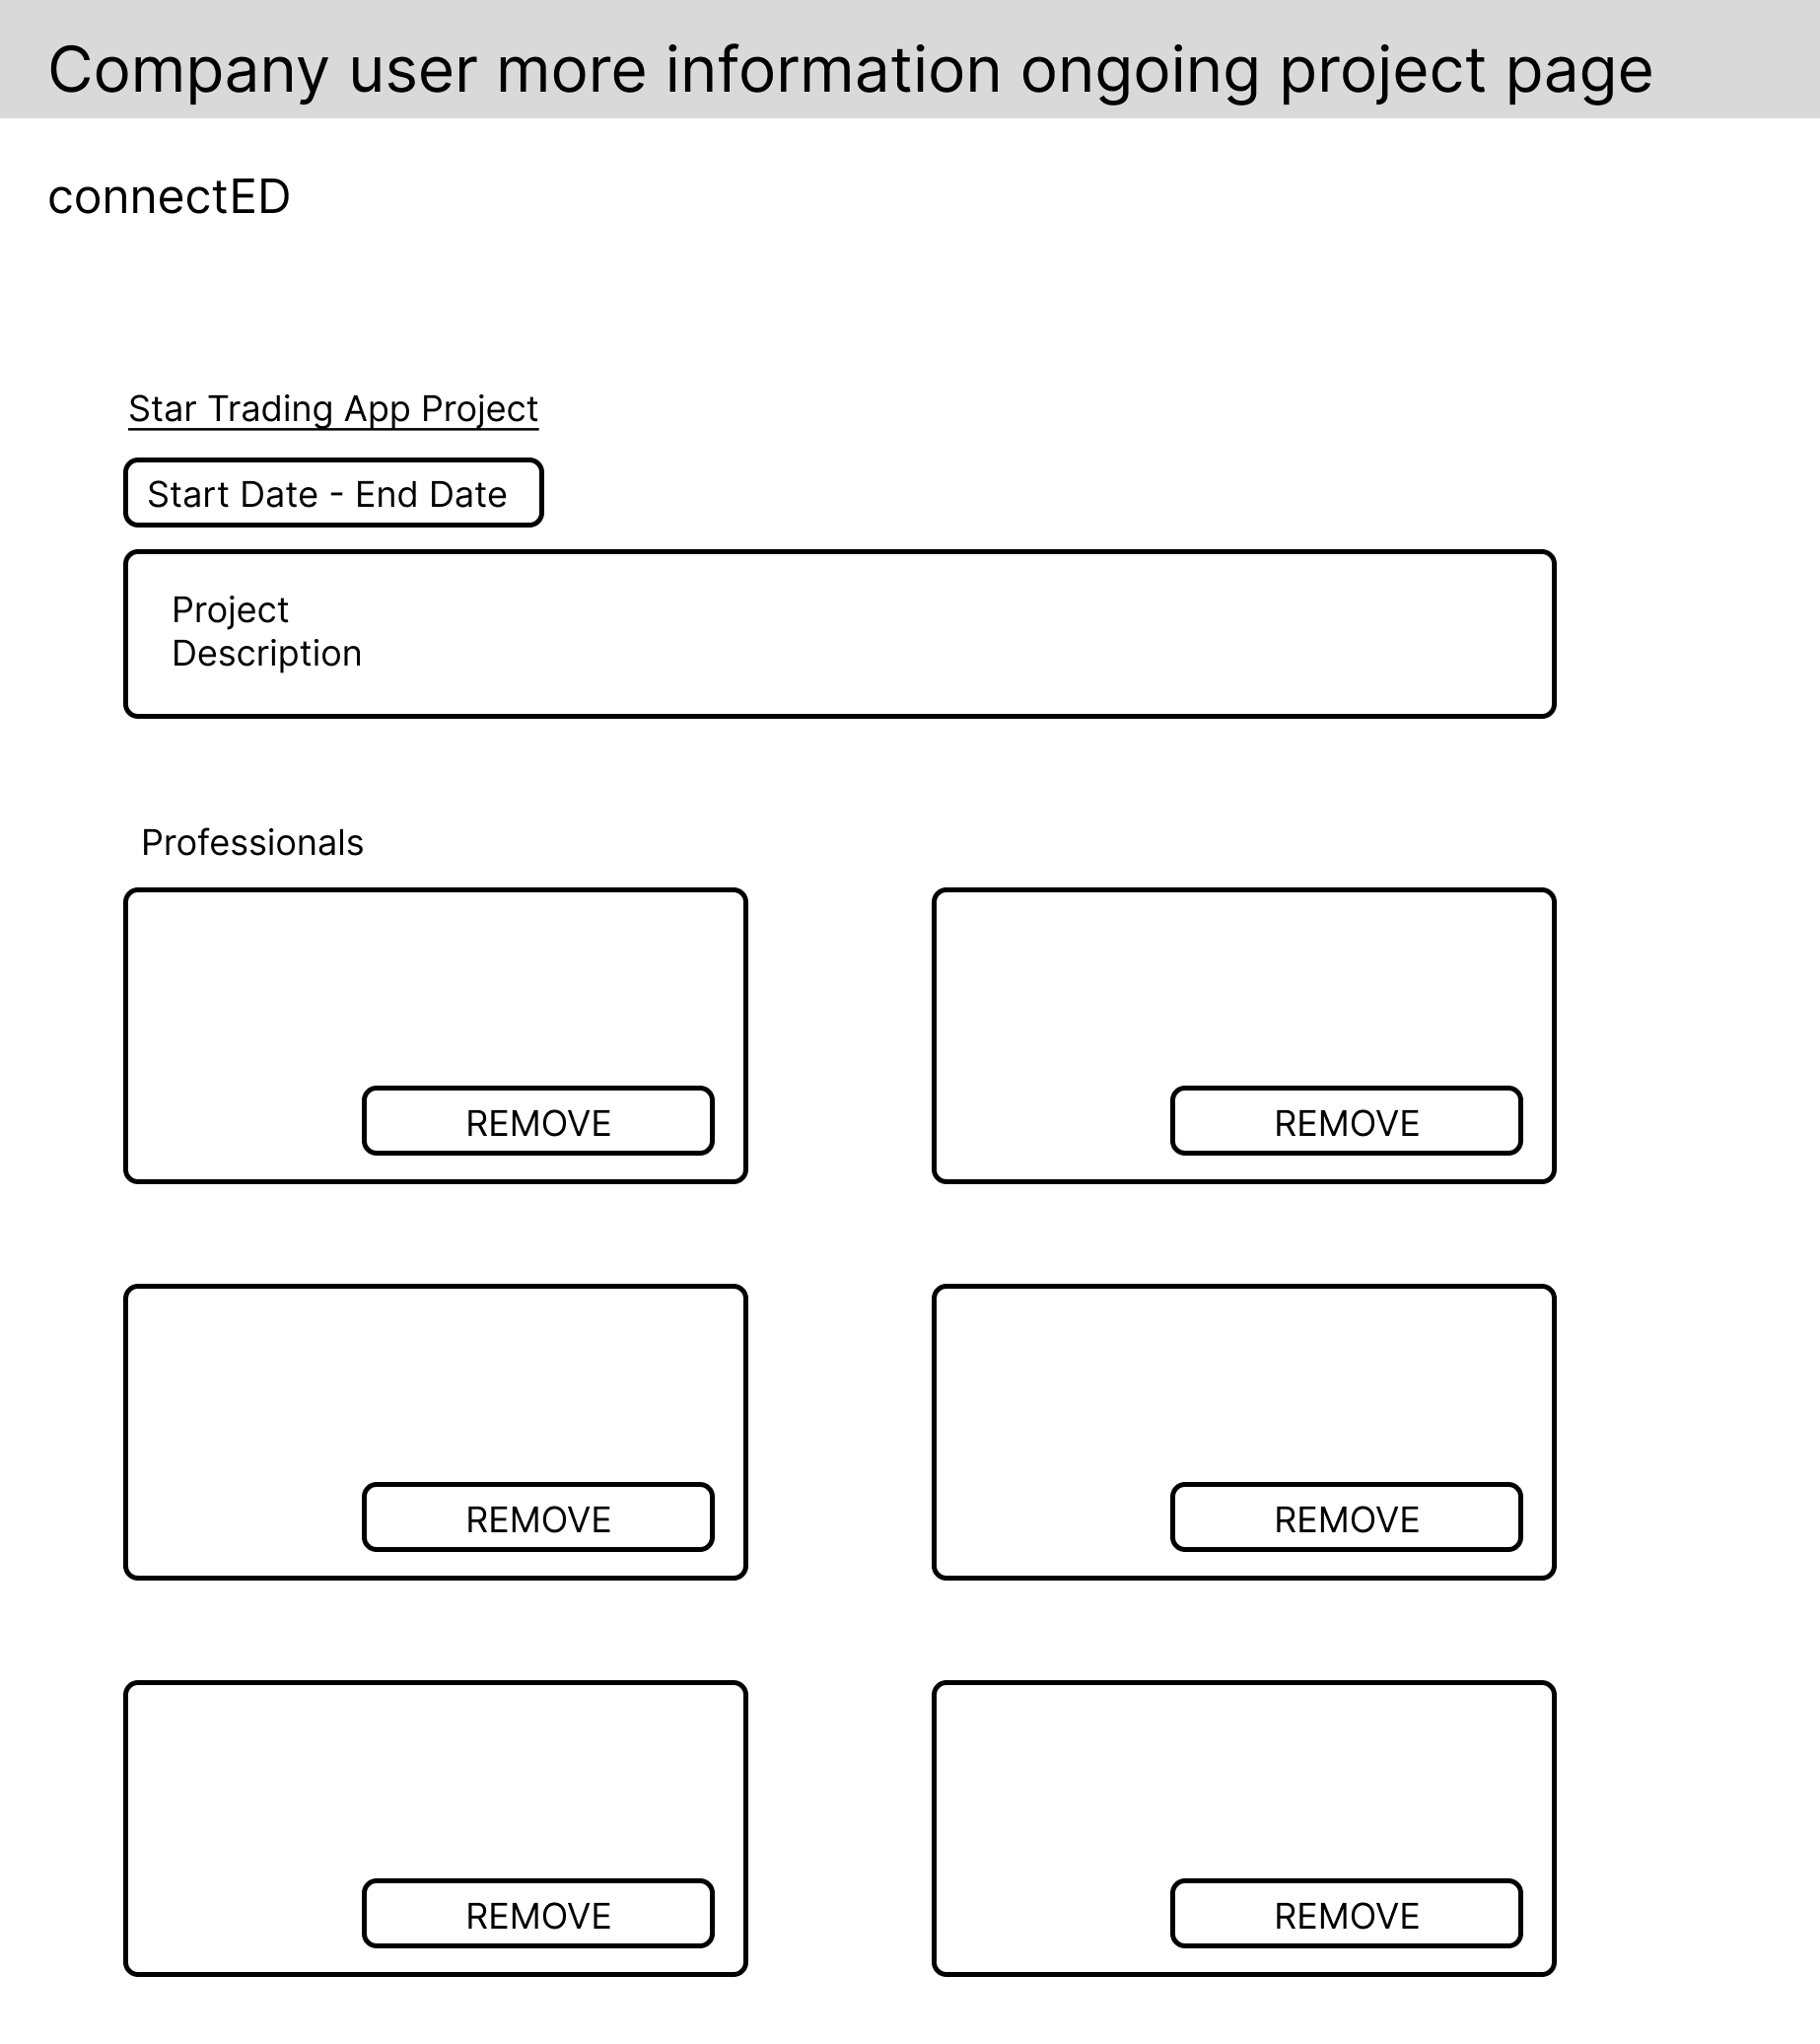 Company user more information ongoing project page
connectED
Star Trading App Project
Start Date - End Date
Project
Description
Professionals
REMOVE
REMOVE
REMOVE
REMOVE
REMOVE
REMOVE